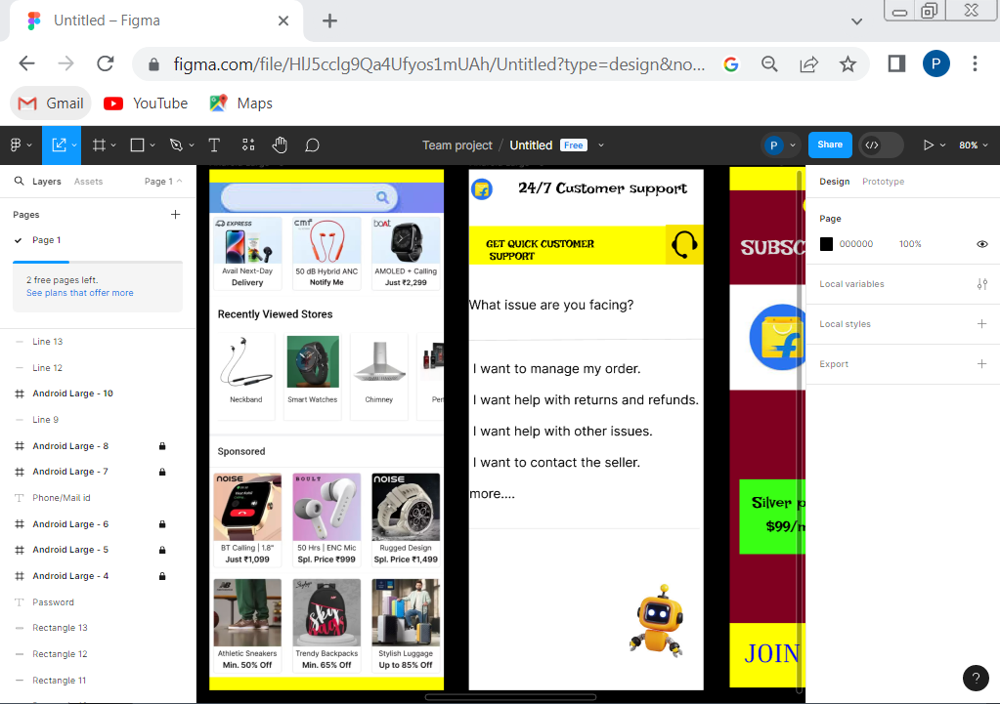 Untitled – Figma
figma.com/file/HIJ5cclg9Qa4Ufyos1mUAh/Untitled?type=design&no...
Gmail YouTube Maps
P
Team project / Untitled Free
P Share 80%
Layers Assets Page 1
Pages
Page 1
2 free pages left.
See plans that offer more
Line 13
Line 12
Android Large - 10
Line 9
Android Large - 8
Android Large - 7
Phone/Mail id
Android Large - 6
Android Large - 5
Android Large - 4
Password
Rectangle 13
Rectangle 12
Rectangle 11
EXPRESS cmf boAt
Avail Next-Day 50 dB Hybrid ANC AMOLED + Calling
Delivery Notify Me Just ₹2,299
Recently Viewed Stores
Neckband Smart Watches Chimney Per
Sponsored
NOISE BOULT NOISE
BT Calling | 1.8" 50 Hrs | ENC Mic Rugged Design
Just ₹1,099 Spl. Price ₹999 Spl. Price ₹1,499
Skybags
SKY BAGS
Athletic Sneakers Trendy Backpacks Stylish Luggage
Min. 50% Off Min. 65% Off Up to 85% Off
24/7 Customer support
GET QUICK CUSTOMER
SUPPORT
What issue are you facing?
I want to manage my order.
I want help with returns and refunds.
I want help with other issues.
I want to contact the seller.
more....
SUBSC
Silver p
$99/m
JOIN
Design Prototype
Page
000000 100%
Local variables
Local styles
Export
?